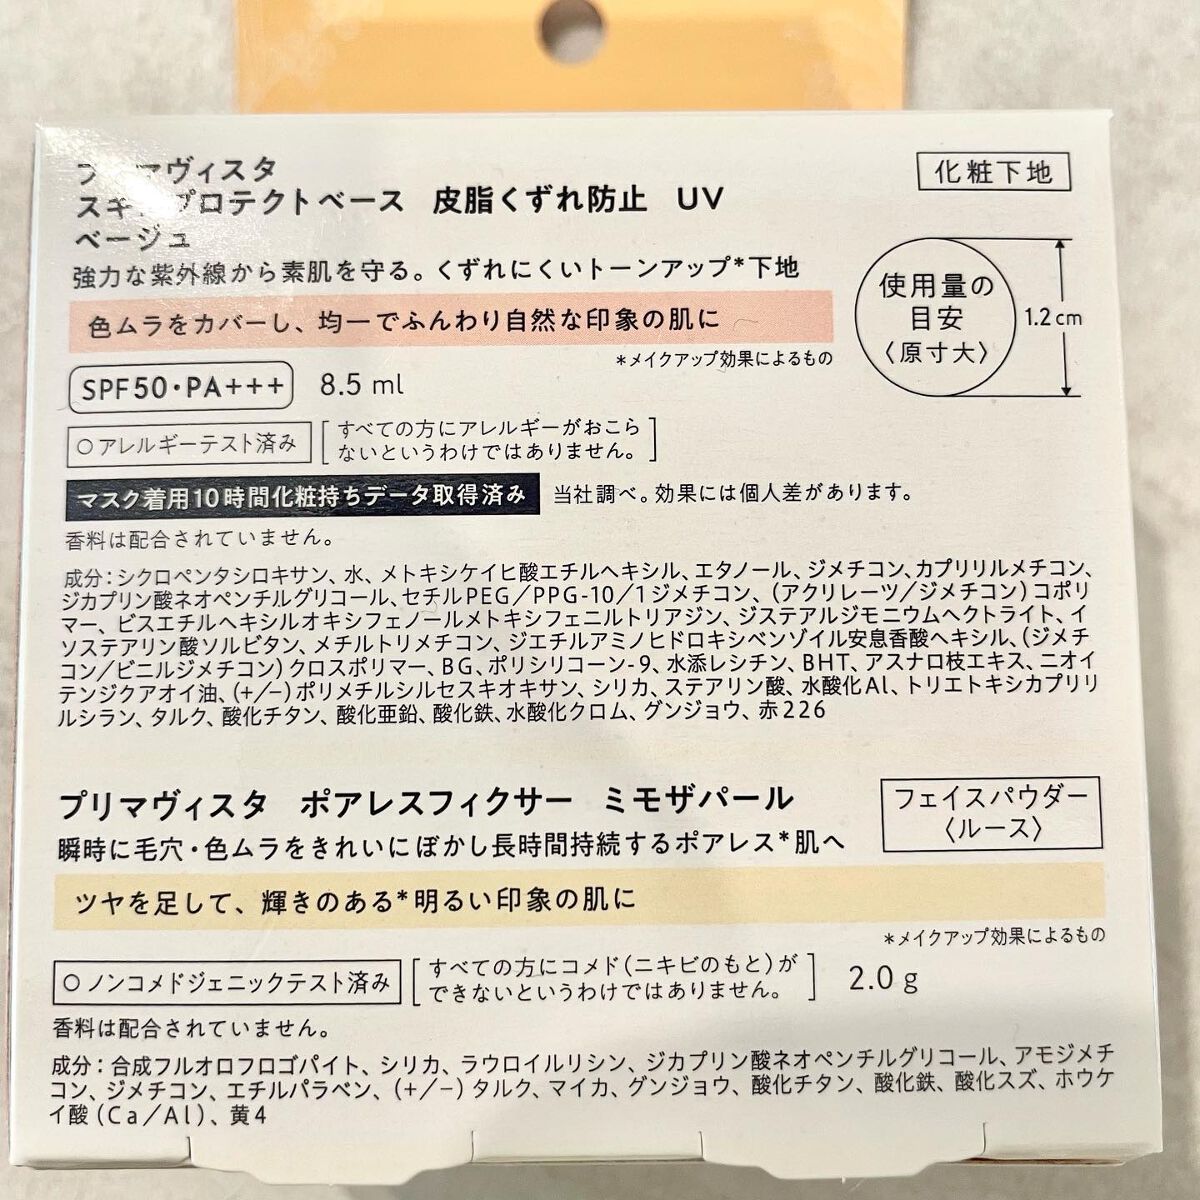 プリマヴィスタ
スキンプロテクトベース 皮脂くずれ防止 UV
ベージュ
化粧下地
強力な紫外線から素肌を守る。くずれにくいトーンアップ*下地
色ムラをカバーし、均一でふんわり自然な印象の肌に
*メイクアップ効果によるもの
使用量の
目安
〈原寸大〉
1.2cm
SPF50・PA+++
8.5ml
○アレルギーテスト済み
[すべての方にアレルギーがおこら
ないというわけではありません。]
マスク着用10時間化粧持ちデータ取得済み 当社調べ。効果には個人差があります。
香料は配合されていません。
成分:シクロペンタシロキサン、水、メトキシケイヒ酸エチルヘキシル、エタノール、ジメチコン、カプリリルメチコン、
ジカプリン酸ネオペンチルグリコール、セチルPEG/PPG-10/1ジメチコン、(アクリレーツ/ジメチコン)コポリ
マー、ビスエチルヘキシルオキシフェノールメトキシフェニルトリアジン、ジステアルジモニウムヘクトライト、イ
ソステアリン酸ソルビタン、メチルトリメチコン、ジエチルアミノヒドロキシベンゾイル安息香酸ヘキシル、(ジメチ
コン/ビニルジメチコン)クロスポリマー、BG、ポリシリコーン-9、水添レシチン、BHT、アスナロ枝エキス、ニオイ
テンジクアオイ油、(+/−)ポリメチルシルセスキオキサン、シリカ、ステアリン酸、水酸化Al、トリエトキシカプリリ
ルシラン、タルク、酸化チタン、酸化亜鉛、酸化鉄、水酸化クロム、グンジョウ、赤226
プリマヴィスタ ポアレスフィクサー ミモザパール
フェイスパウダー
〈ルース〉
瞬時に毛穴・色ムラをきれいにぼかし長時間持続するポアレス*肌へ
ツヤを足して、輝きのある*明るい印象の肌に
*メイクアップ効果によるもの
○ノンコメドジェニックテスト済み
[すべての方にコメド(ニキビのもと)が
できないというわけではありません。]
2.0g
香料は配合されていません。
成分:合成フルオロフロゴパイト、シリカ、ラウロイルリシン、ジカプリン酸ネオペンチルグリコール、アモジメチ
コン、ジメチコン、エチルパラベン、(+/−)タルク、マイカ、グンジョウ、酸化チタン、酸化鉄、酸化スズ、ホウケ
イ酸(Ca/Al)、黄4